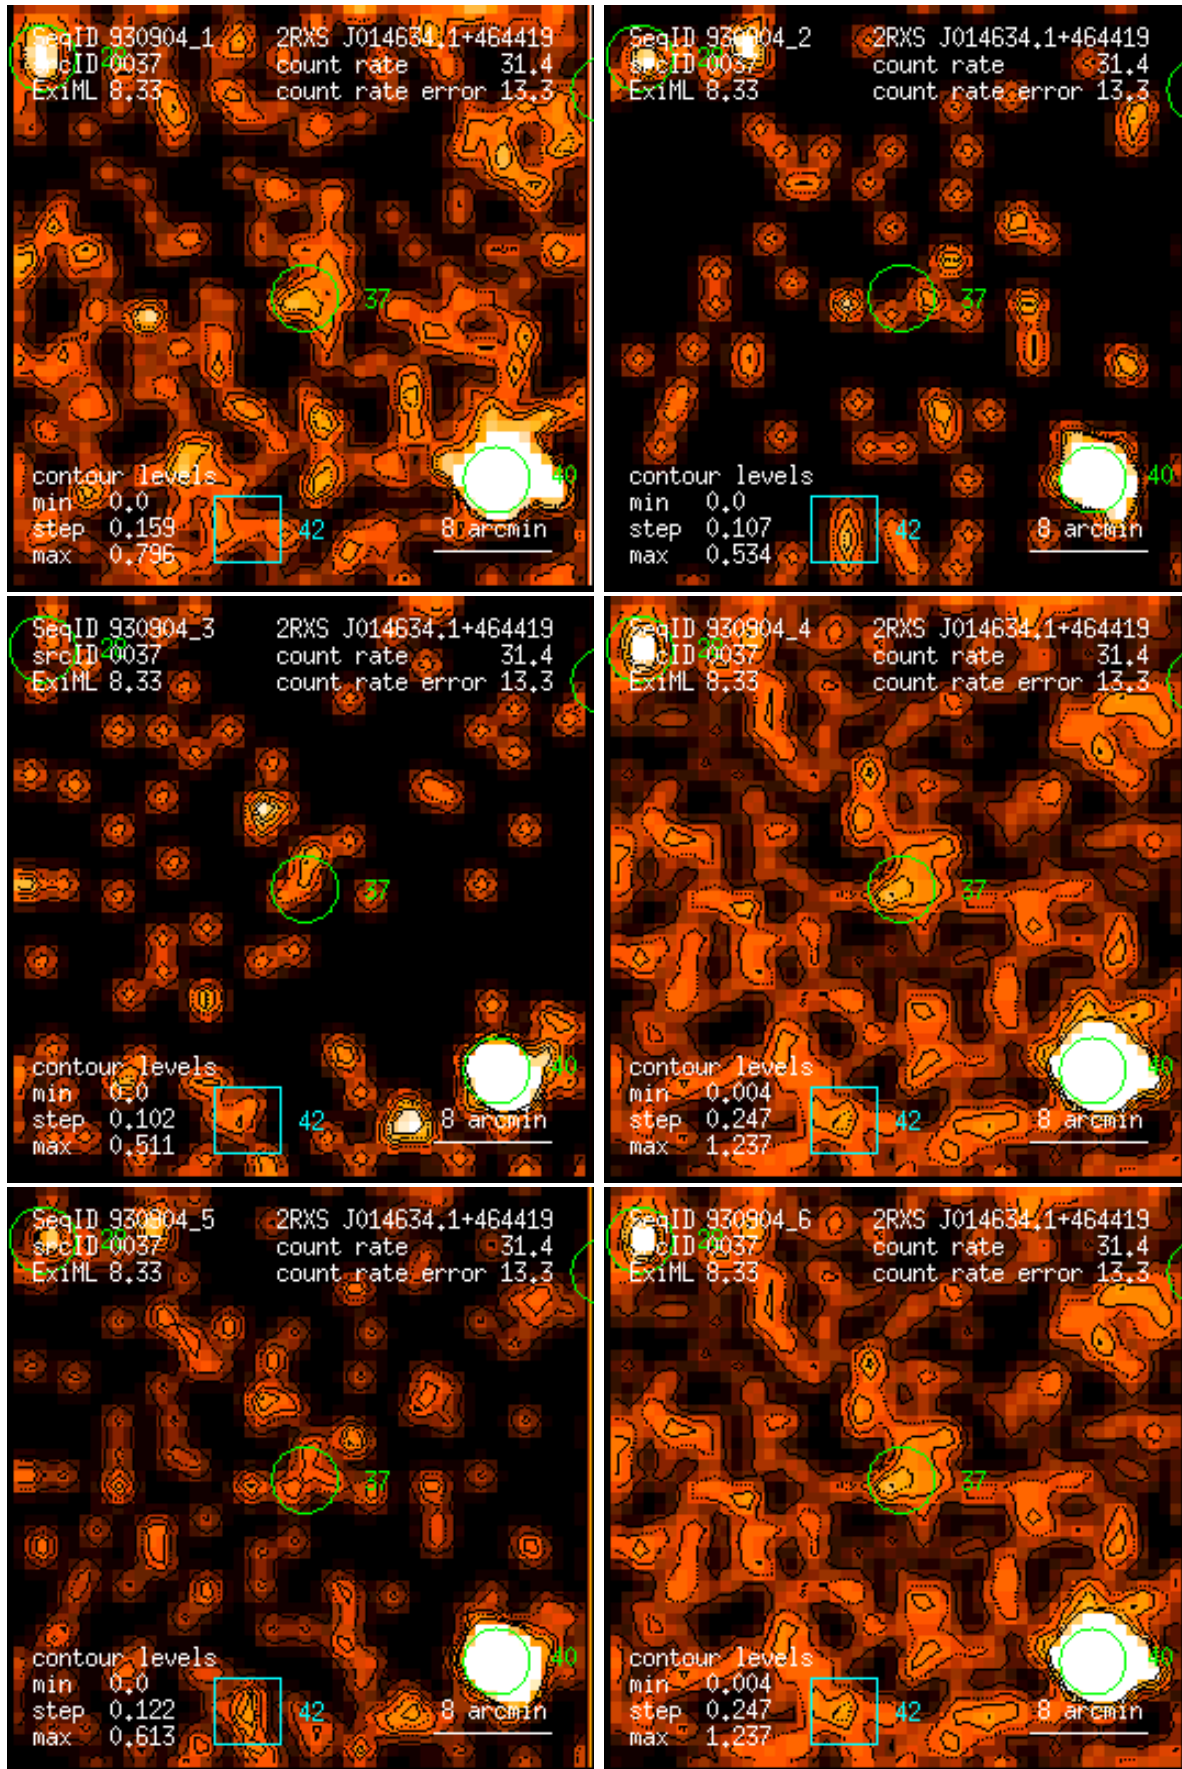 SeqID 930904_1 2RXS J014634.1+464419
srcID 0037 28 count rate 31.4
ExiML 8.33 count rate error 13.3
37
contour levels 40
min 0.0
step 0.159 42 8 arcmin
max 0.796
SeqID 930904_2 2RXS J014634.1+464419
srcID 0037 28 count rate 31.4
ExiML 8.33 count rate error 13.3
37
contour levels 40
min 0.0
step 0.107 42 8 arcmin
max 0.534
SeqID 930904_3 2RXS J014634.1+464419
srcID 0037 28 count rate 31.4
ExiML 8.33 count rate error 13.3
37
contour levels 40
min 0.0
step 0.102 42 8 arcmin
max 0.511
SeqID 930904_4 2RXS J014634.1+464419
srcID 0037 28 count rate 31.4
ExiML 8.33 count rate error 13.3
37
contour levels 40
min 0.004
step 0.247 42 8 arcmin
max 1.237
SeqID 930904_5 2RXS J014634.1+464419
srcID 0037 28 count rate 31.4
ExiML 8.33 count rate error 13.3
37
contour levels 40
min 0.0
step 0.122 42 8 arcmin
max 0.613
SeqID 930904_6 2RXS J014634.1+464419
srcID 0037 28 count rate 31.4
ExiML 8.33 count rate error 13.3
37
contour levels 40
min 0.004
step 0.247 42 8 arcmin
max 1.237